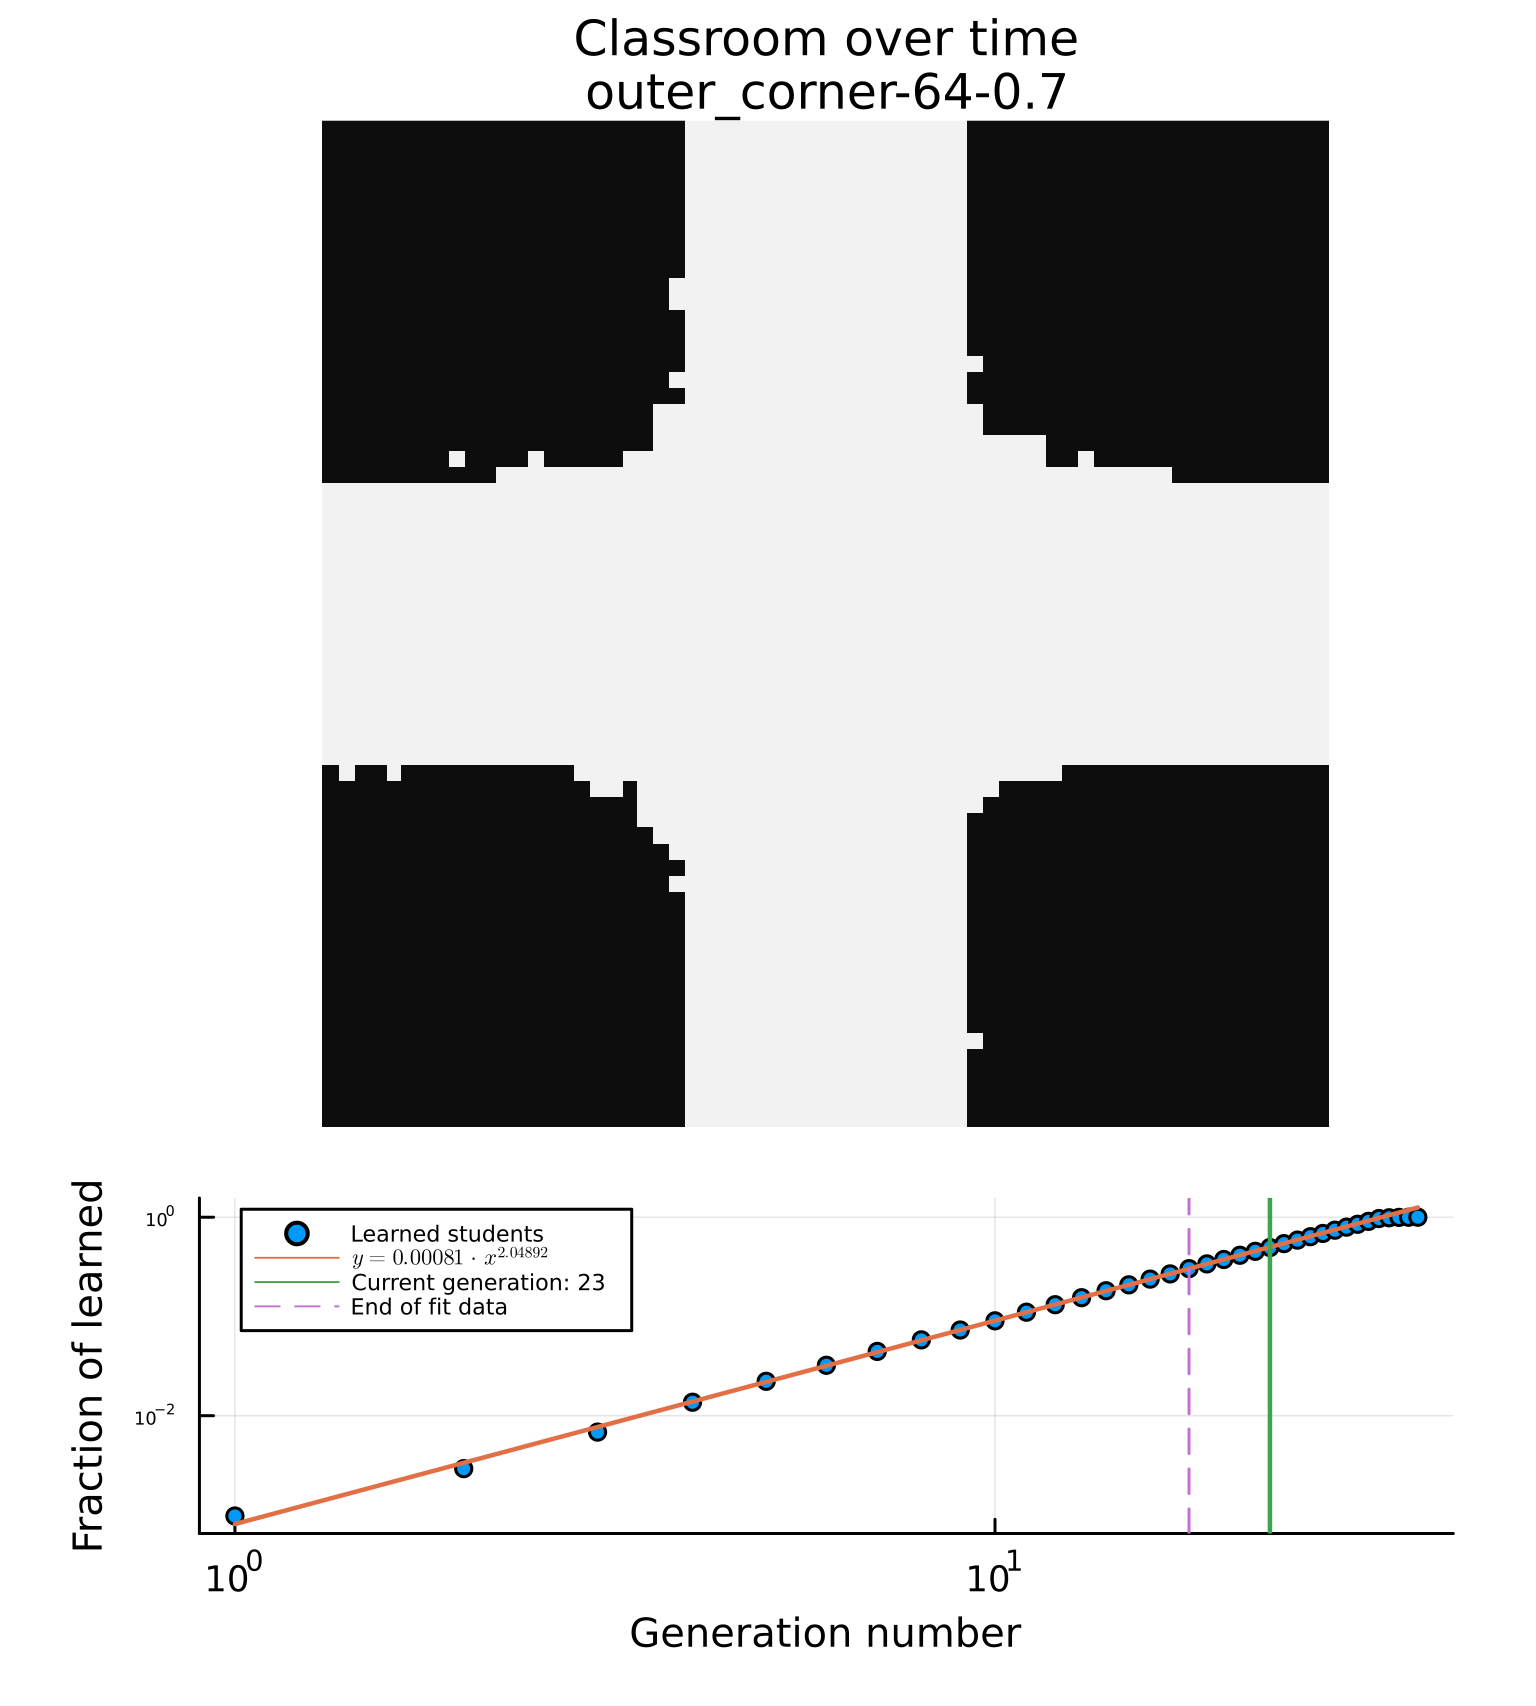 Classroom over time
outer_corner-64-0.7
Fraction of learned
10^0
10^-2
Learned students
y = 0.00081 · x^2.04892
Current generation: 23
End of fit data
10^0
10^1
Generation number